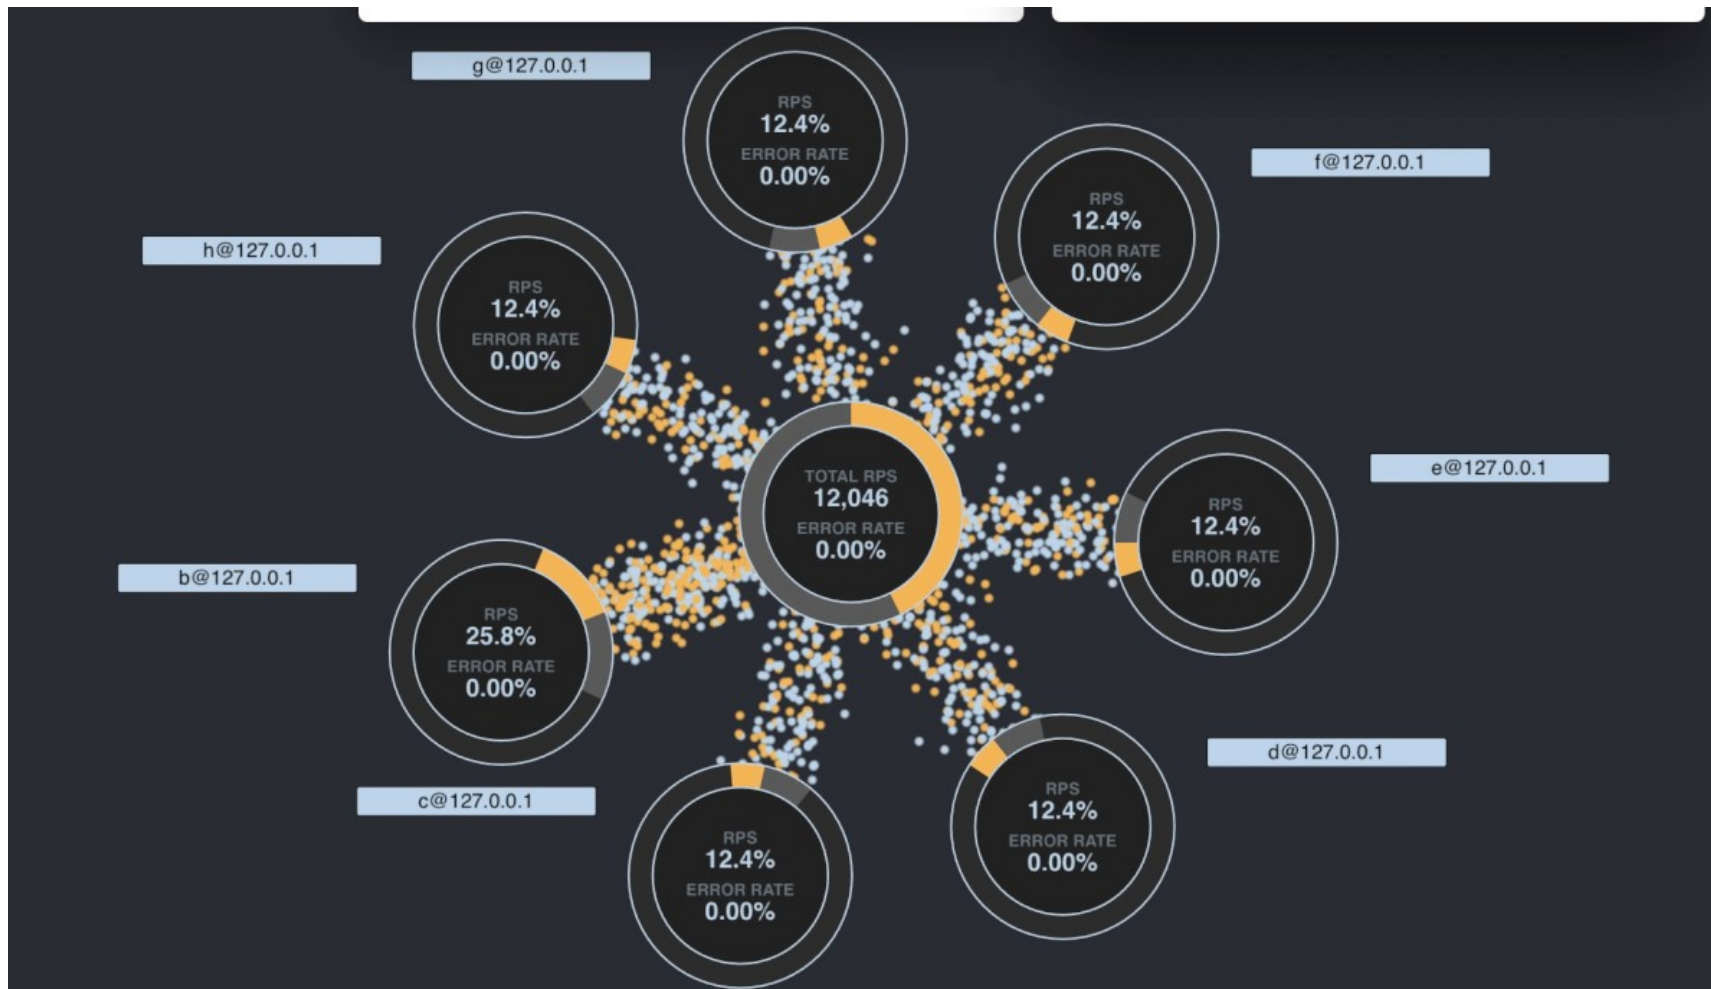 g@127.0.0.1
RPS
12.4%
ERROR RATE
0.00%
f@127.0.0.1
RPS
12.4%
ERROR RATE
0.00%
h@127.0.0.1
RPS
12.4%
ERROR RATE
0.00%
TOTAL RPS
12,046
ERROR RATE
0.00%
e@127.0.0.1
RPS
12.4%
ERROR RATE
0.00%
b@127.0.0.1
RPS
25.8%
ERROR RATE
0.00%
d@127.0.0.1
RPS
12.4%
ERROR RATE
0.00%
c@127.0.0.1
RPS
12.4%
ERROR RATE
0.00%